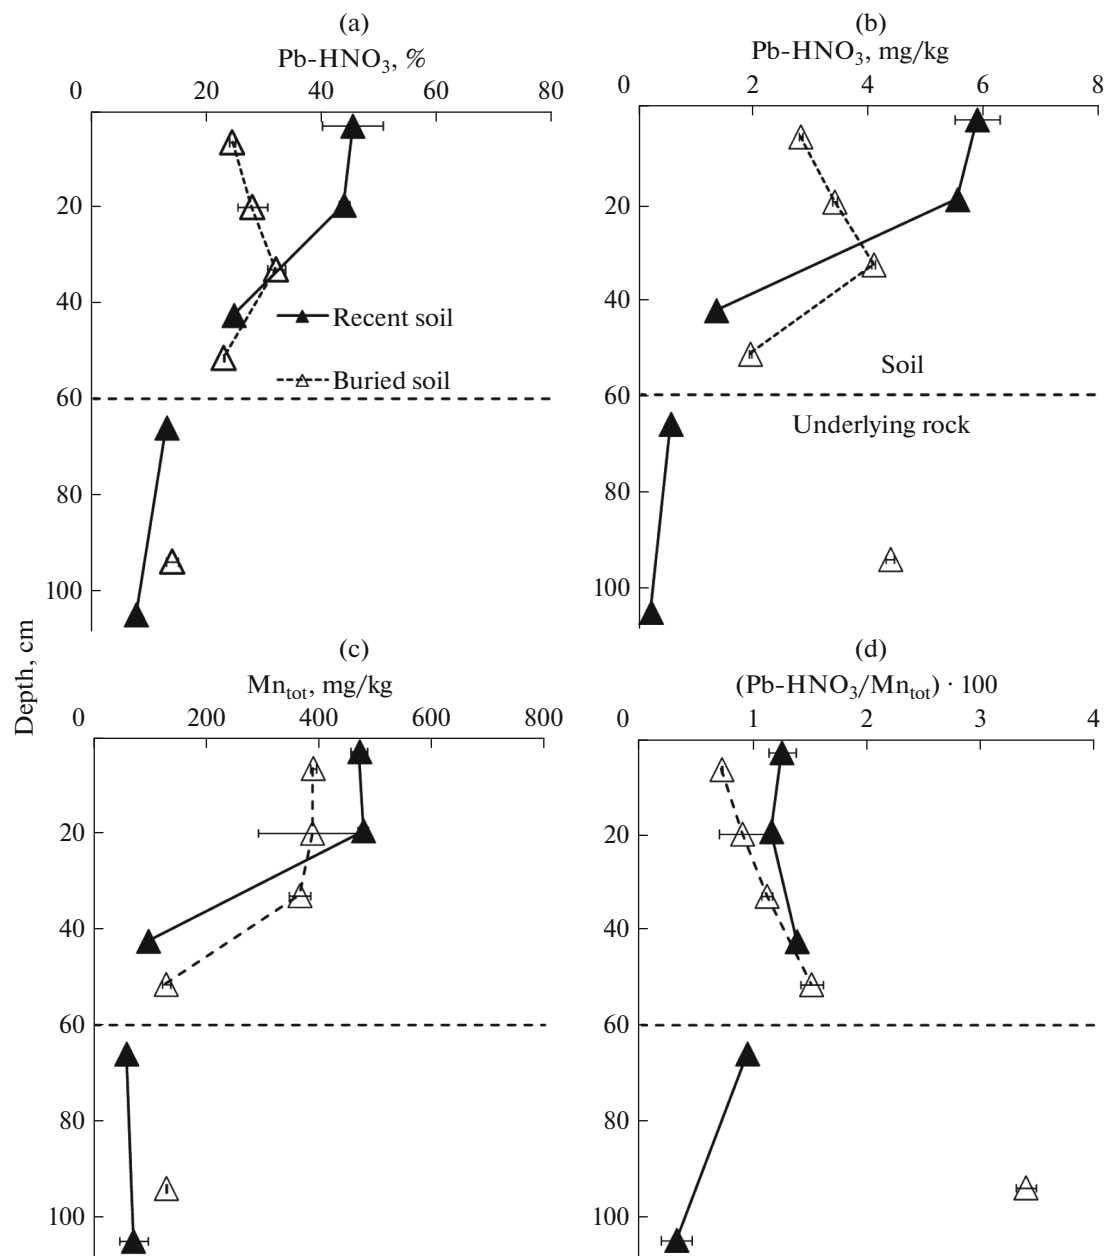 (a)
Pb-HNO₃, %
0 20 40 60 80
20
40
60
80
100
Recent soil
Buried soil
(b)
Pb-HNO₃, mg/kg
0 2 4 6 8
20
40
60
80
100
Soil
Underlying rock
Depth, cm
(c)
Mnₜₒₜ, mg/kg
0 200 400 600 800
20
40
60
80
100
(d)
(Pb-HNO₃/Mnₜₒₜ) · 100
0 1 2 3 4
20
40
60
80
100